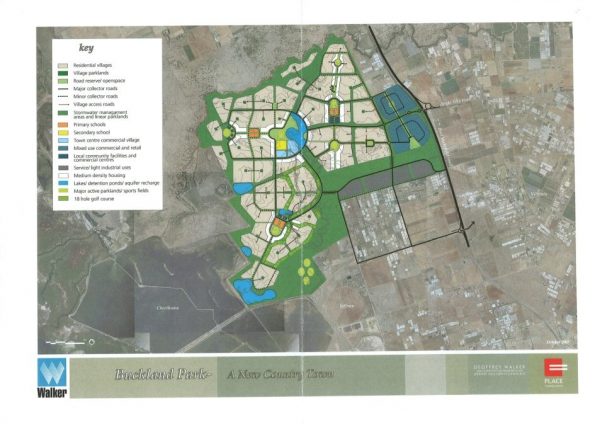 key
Residential villages
Village parklands
Road reserve/ openspace
Major collector roads
Minor collector roads
Village access roads
Stormwater management
areas and linear parklands
Primary schools
Secondary school
Town centre commercial village
Mixed use commercial and retail
Local community facilities and
commercial centres
Service/ light industrial uses
Medium density housing
Lakes/ detention ponds/ aquifer recharge
Major active parklands/ sports fields
18 hole golf course
Buckland Park-
A New Country Town
Walker
GEOFFREY WALKER
PLACE